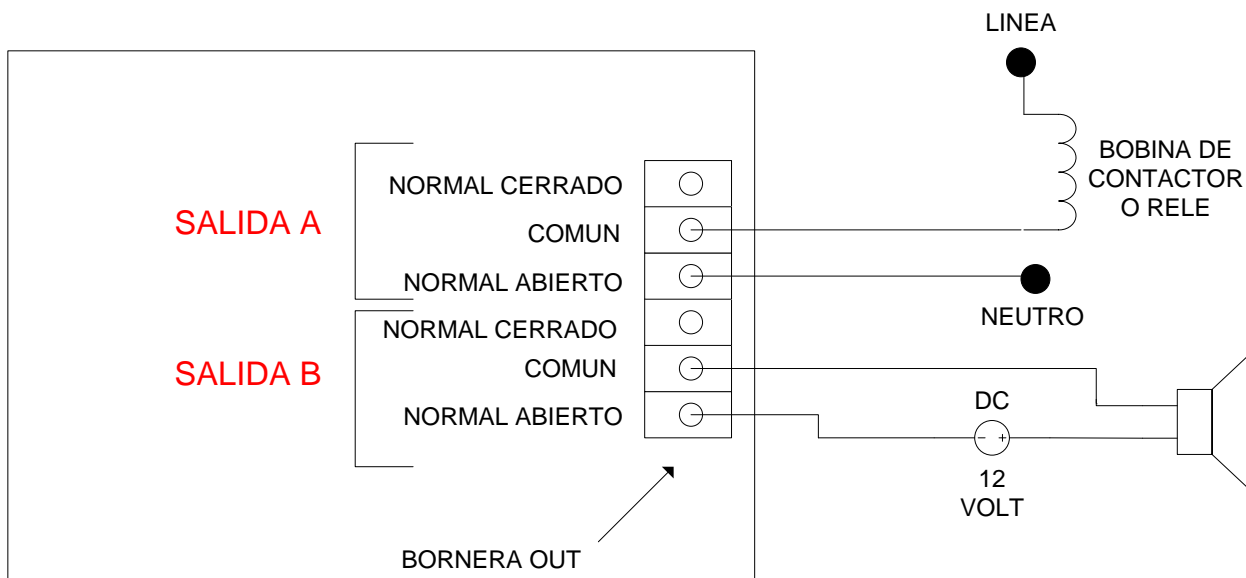 LINEA
BOBINA DE
CONTACTOR
O RELE
NORMAL CERRADO
SALIDA A
COMUN
NORMAL ABIERTO
NEUTRO
NORMAL CERRADO
SALIDA B
COMUN
NORMAL ABIERTO
DC
- +
12
VOLT
BORNERA OUT